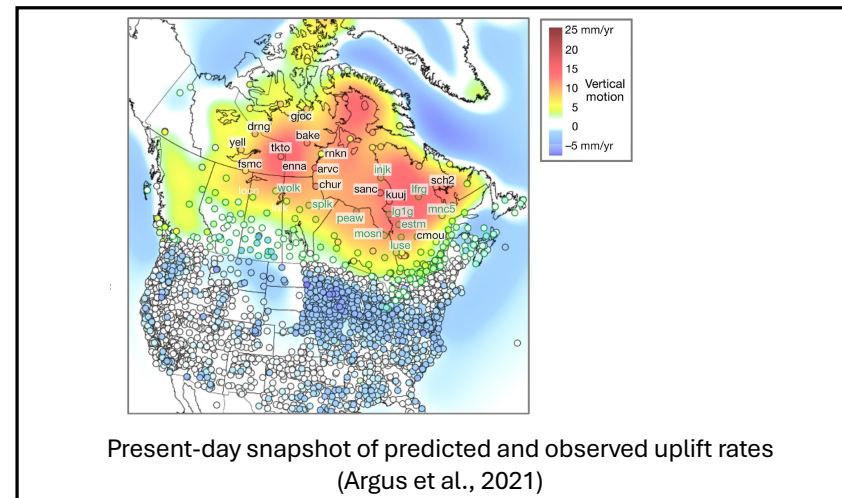 25 mm/yr
20
15
10
5
0
−5 mm/yr
Vertical
motion
gjoc
drng
bake
yell
tkto
rnkn
fsmc
enna
arvc
injk
sch2
wolk
chur
sanc
kuuj
lfrg
splk
peaw
lg1g
mnc5
estm
mosn
cmou
luse
Present-day snapshot of predicted and observed uplift rates
(Argus et al., 2021)